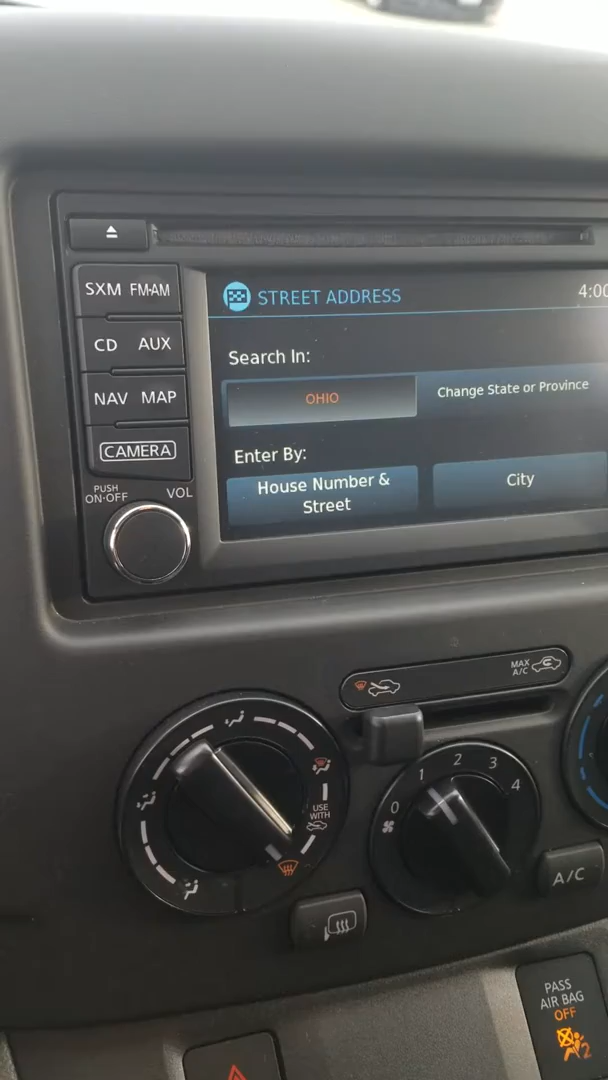 STREET ADDRESS
4:00
SXM FM·AM
CD AUX
NAV MAP
CAMERA
PUSH
ON·OFF
VOL
Search In:
OHIO
Change State or Province
Enter By:
House Number &
Street
City
MAX
A/C
USE
WITH
0
1
2
3
4
A/C
PASS
AIR BAG
OFF
2